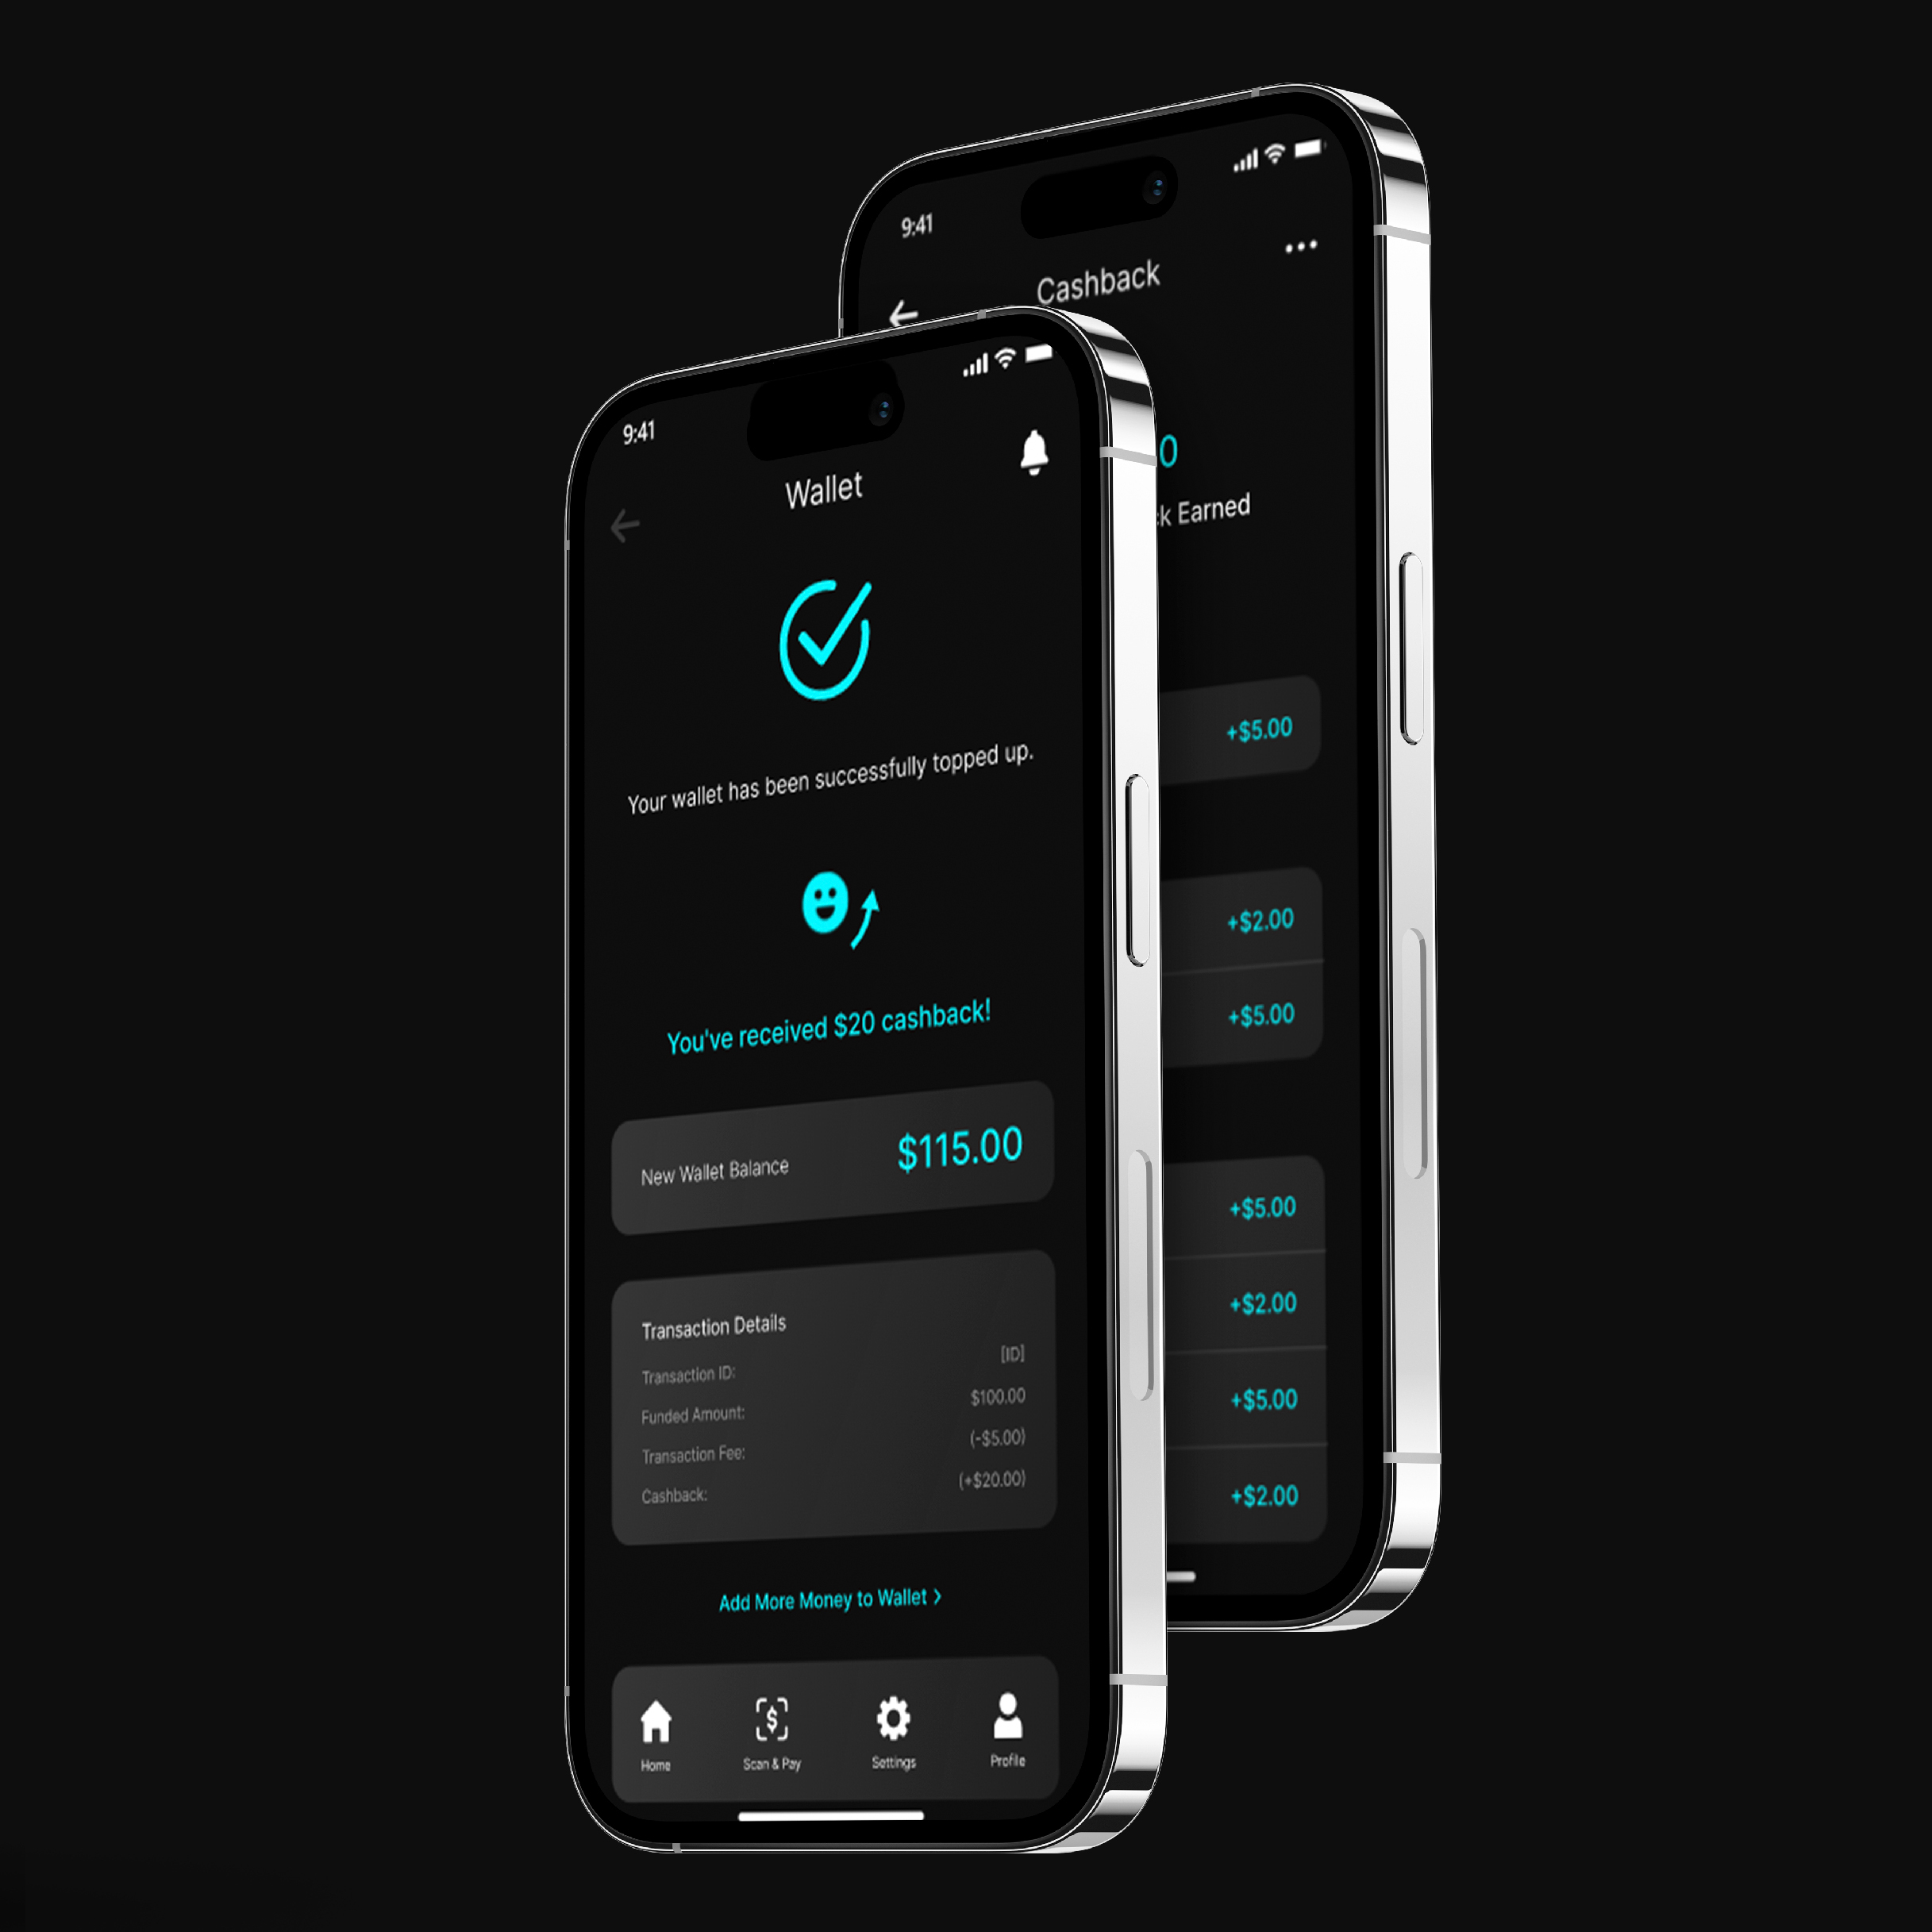 9:41
Cashback
0
k Earned
+$5.00
+$2.00
+$5.00
+$5.00
+$2.00
+$5.00
+$2.00
9:41
Wallet
Your wallet has been successfully topped up.
You've received $20 cashback!
New Wallet Balance $115.00
Transaction Details
Transaction ID: [ID]
Funded Amount: $100.00
Transaction Fee: (-$5.00)
Cashback: (+$20.00)
Add More Money to Wallet >
Home Scan & Pay Settings Profile